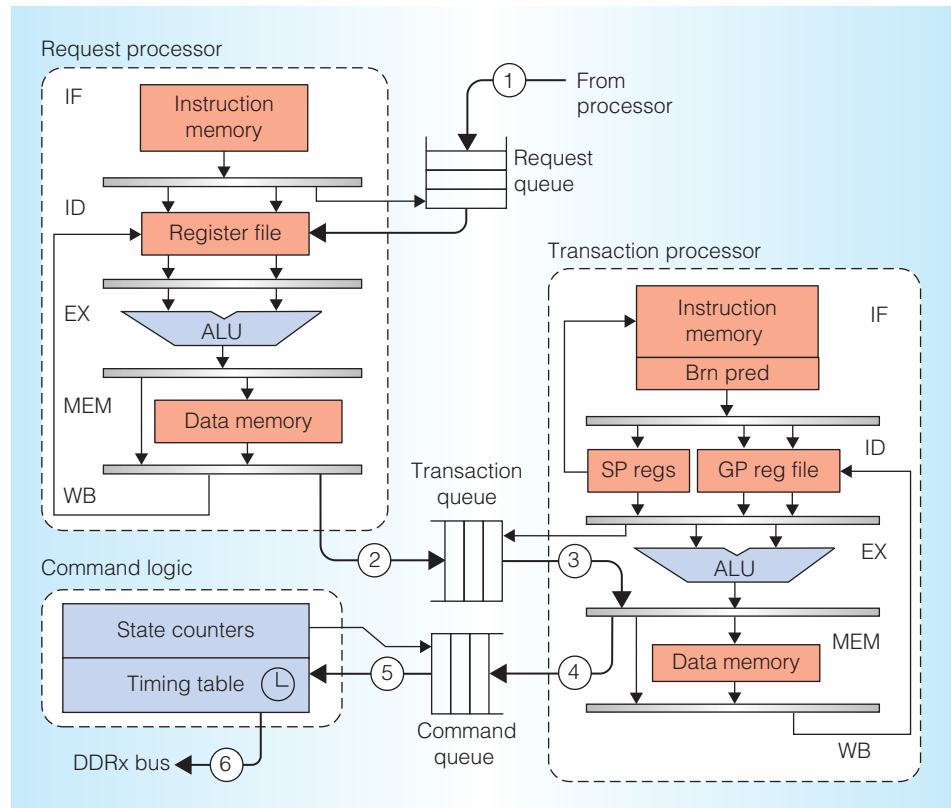 Request processor
IF
Instruction
memory
1
From
processor
Request
queue
ID
Register file
EX
ALU
MEM
Data memory
WB
Transaction processor
Instruction
memory
IF
Brn pred
ID
SP regs
GP reg file
EX
ALU
MEM
Data memory
WB
Transaction
queue
2
3
Command logic
State counters
Timing table
5
4
Command
queue
DDRx bus
6